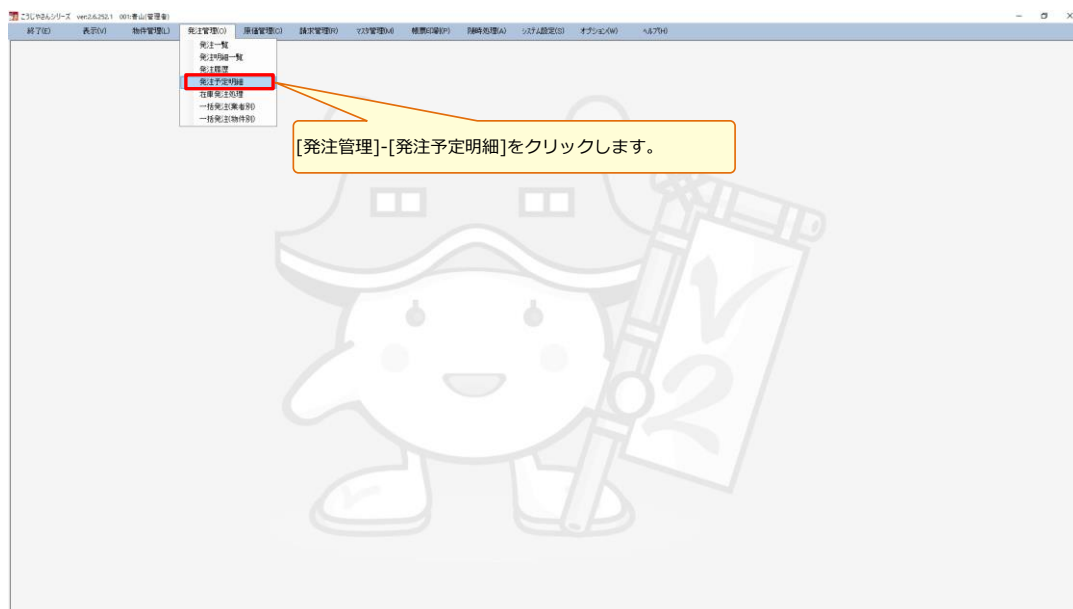 こうじやさんシリーズ ver.2.6.252.1 001:青山(管理者)
終了(E) 表示(V) 物件管理(L) 発注管理(O) 原価管理(C) 請求管理(R) マスタ管理(M) 帳票印刷(P) 随時処理(A) システム設定(S) オプション(W) ヘルプ(H)
発注一覧
発注明細一覧
発注履歴
発注予定明細
在庫発注処理
一括発注(業者別)
一括発注(物件別)
[発注管理]-[発注予定明細]をクリックします。
V2